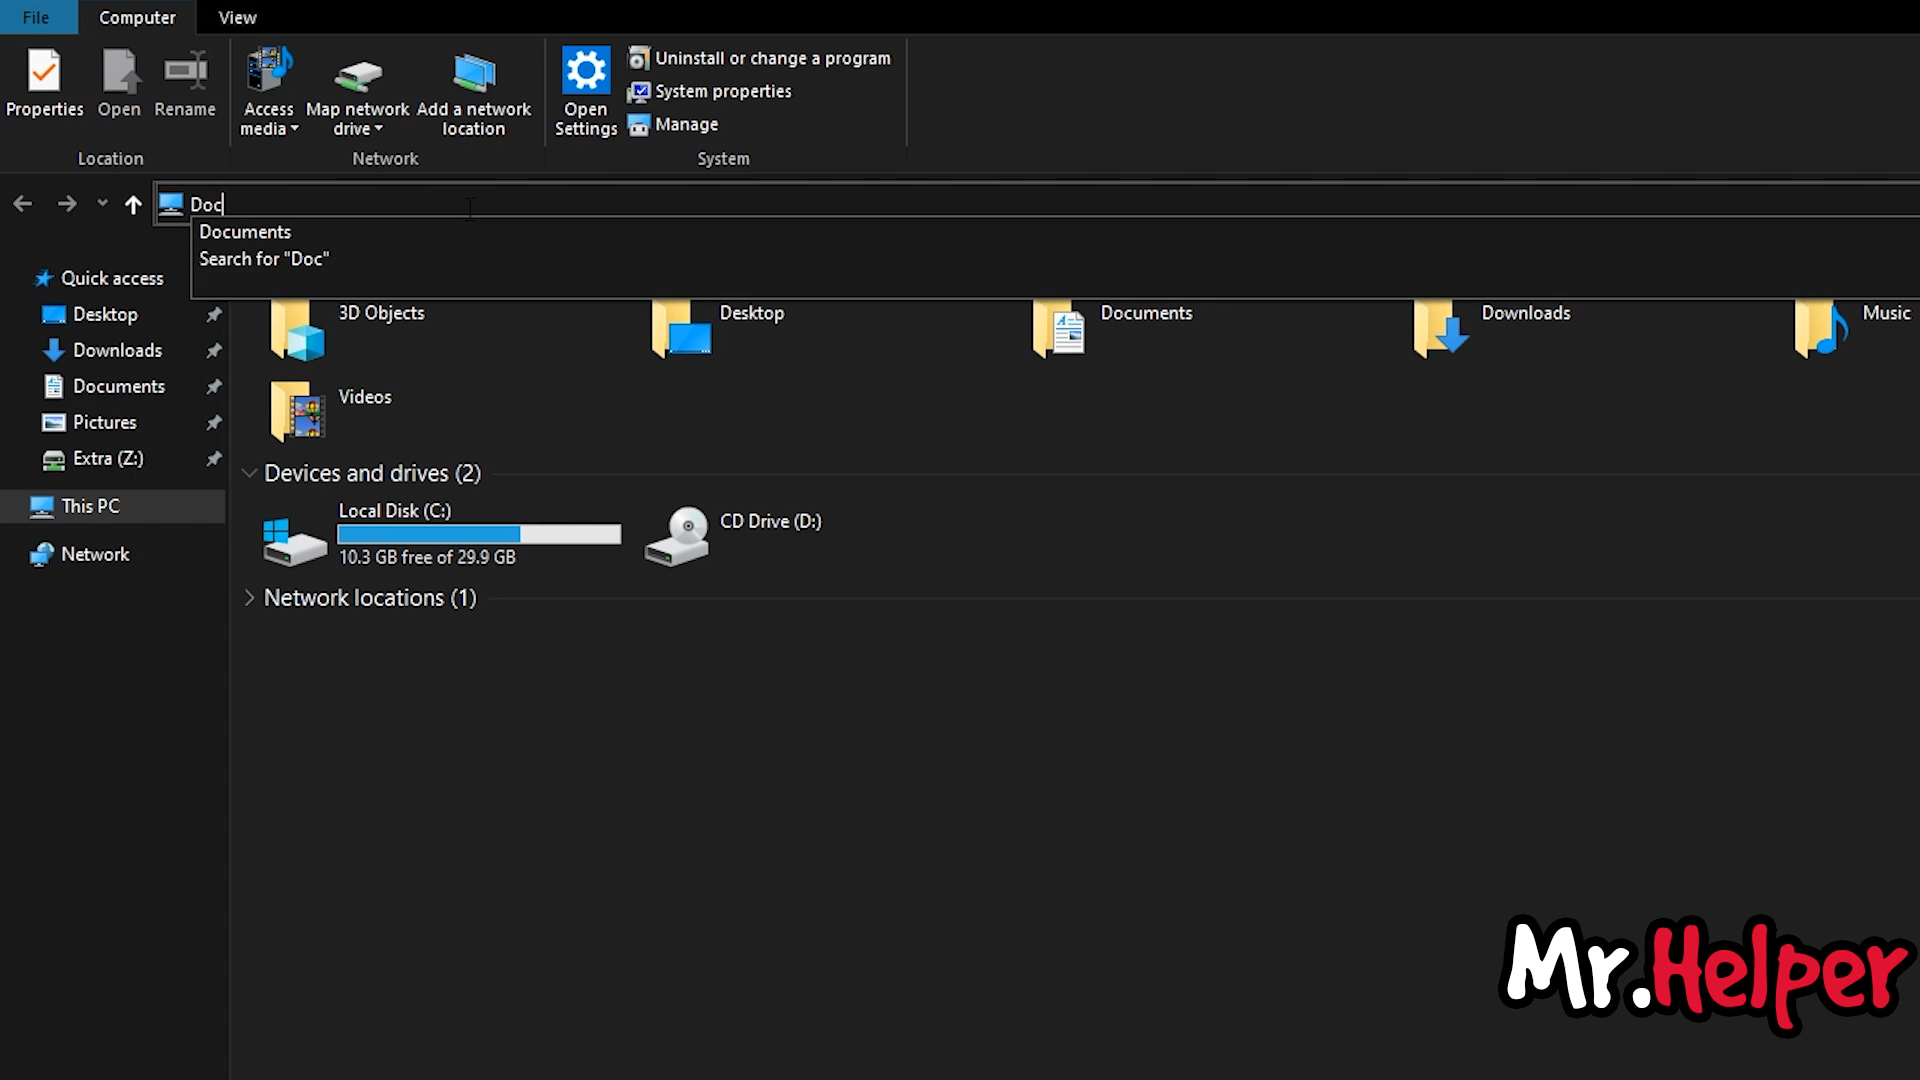 File Computer View
Properties Open Rename
Access media
Map network drive
Add a network location
Open Settings
Uninstall or change a program
System properties
Manage
Location Network System
Doc
Documents
Search for "Doc"
Quick access
Desktop
Downloads
Documents
Pictures
Extra (Z:)
This PC
Network
3D Objects Desktop Documents Downloads Music
Videos
Devices and drives (2)
Local Disk (C:)
10.3 GB free of 29.9 GB
CD Drive (D:)
Network locations (1)
Mr.Helper